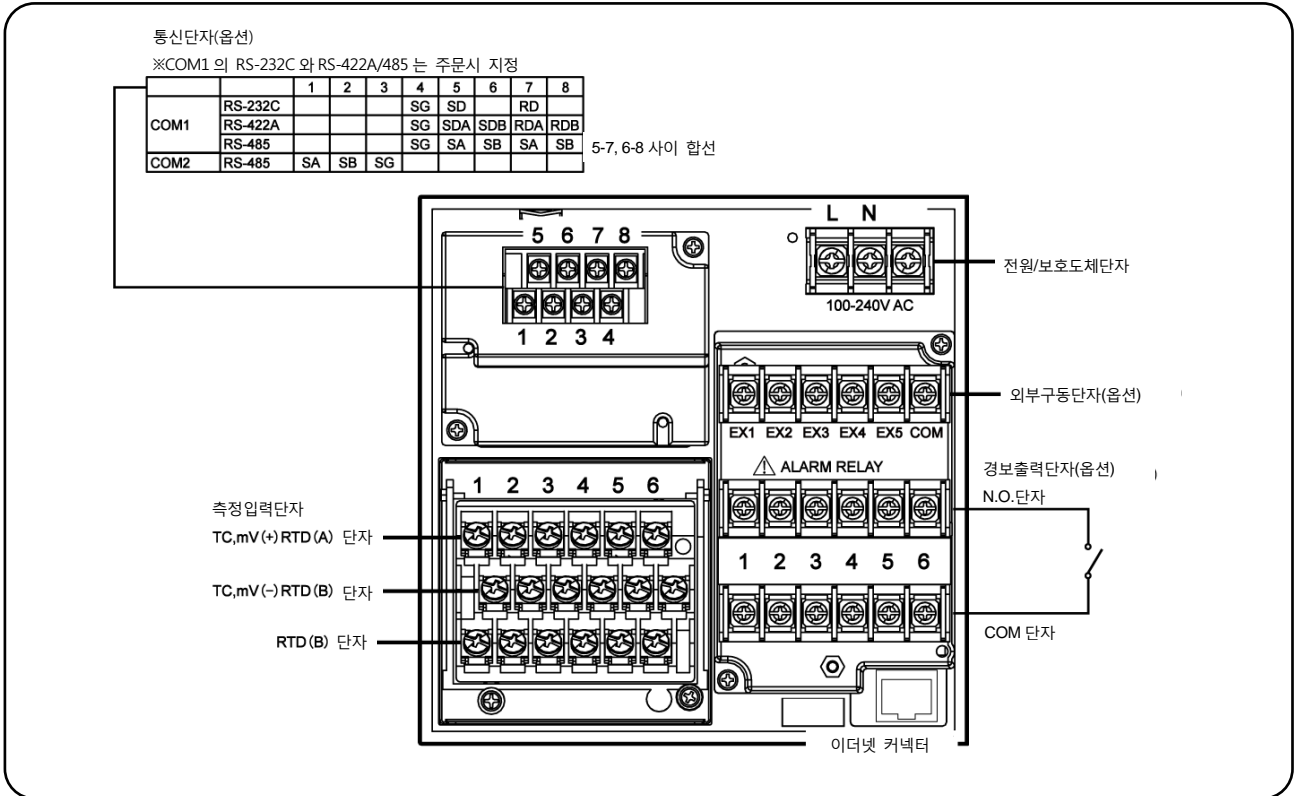 통신단자(옵션)
※COM1 의 RS-232C 와 RS-422A/485 는 주문시 지정
1 2 3 4 5 6 7 8
COM1 RS-232C SG SD RD
RS-422A SG SDA SDB RDA RDB
RS-485 SG SA SB SA SB
COM2 RS-485 SA SB SG
5-7, 6-8 사이 합선
L N
5 6 7 8
전원/보호도체단자
100-240V AC
1 2 3 4
외부구동단자(옵션)
EX1 EX2 EX3 EX4 EX5 COM
⚠ ALARM RELAY
경보출력단자(옵션)
N.O.단자
1 2 3 4 5 6
측정입력단자
TC,mV(+)RTD(A) 단자
1 2 3 4 5 6
TC,mV(-)RTD(B) 단자
RTD(B) 단자
COM 단자
이더넷 커넥터